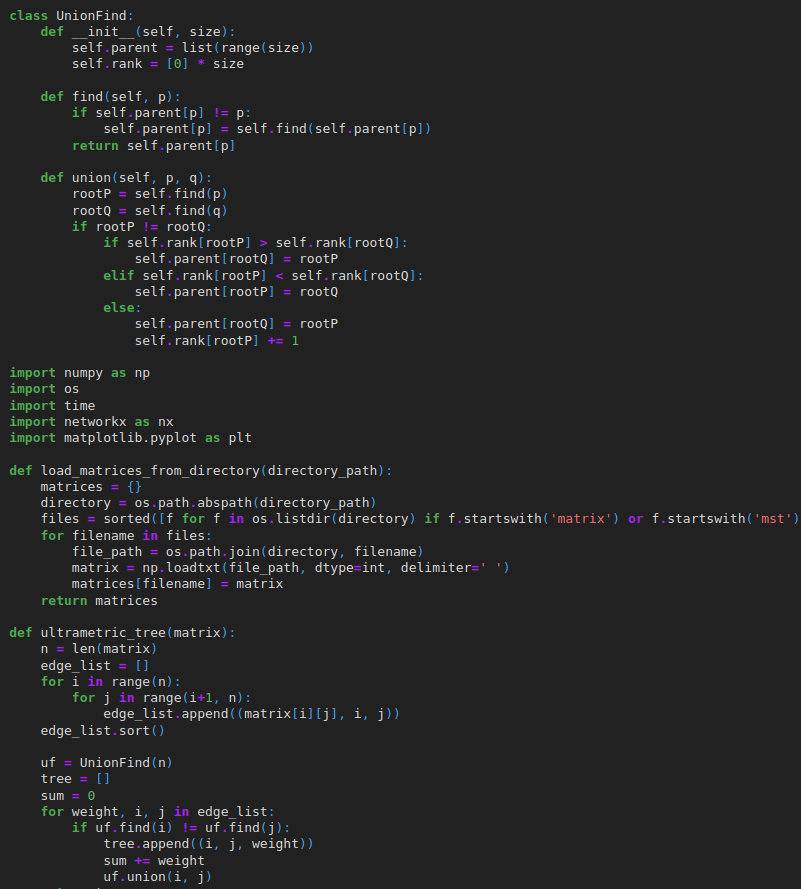 class UnionFind:
    def __init__(self, size):
        self.parent = list(range(size))
        self.rank = [0] * size

    def find(self, p):
        if self.parent[p] != p:
            self.parent[p] = self.find(self.parent[p])
        return self.parent[p]

    def union(self, p, q):
        rootP = self.find(p)
        rootQ = self.find(q)
        if rootP != rootQ:
            if self.rank[rootP] > self.rank[rootQ]:
                self.parent[rootQ] = rootP
            elif self.rank[rootP] < self.rank[rootQ]:
                self.parent[rootP] = rootQ
            else:
                self.parent[rootQ] = rootP
                self.rank[rootP] += 1

import numpy as np
import os
import time
import networkx as nx
import matplotlib.pyplot as plt

def load_matrices_from_directory(directory_path):
    matrices = {}
    directory = os.path.abspath(directory_path)
    files = sorted([f for f in os.listdir(directory) if f.startswith('matrix') or f.startswith('mst')
    for filename in files:
        file_path = os.path.join(directory, filename)
        matrix = np.loadtxt(file_path, dtype=int, delimiter=' ')
        matrices[filename] = matrix
    return matrices

def ultrametric_tree(matrix):
    n = len(matrix)
    edge_list = []
    for i in range(n):
        for j in range(i+1, n):
            edge_list.append((matrix[i][j], i, j))
    edge_list.sort()

    uf = UnionFind(n)
    tree = []
    sum = 0
    for weight, i, j in edge_list:
        if uf.find(i) != uf.find(j):
            tree.append((i, j, weight))
            sum += weight
            uf.union(i, j)